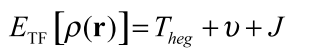 E_TF[ρ(r)]=T_heg + υ + J